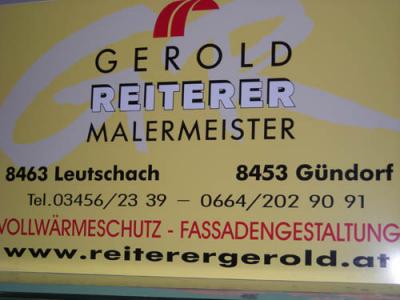 GEROLD
REITERER
MALERMEISTER
8463 Leutschach 8453 Gündorf
Tel.03456/23 39 - 0664/202 90 91
VOLLWÄRMESCHUTZ - FASSADENGESTALTUNG
www.reiterergerold.at